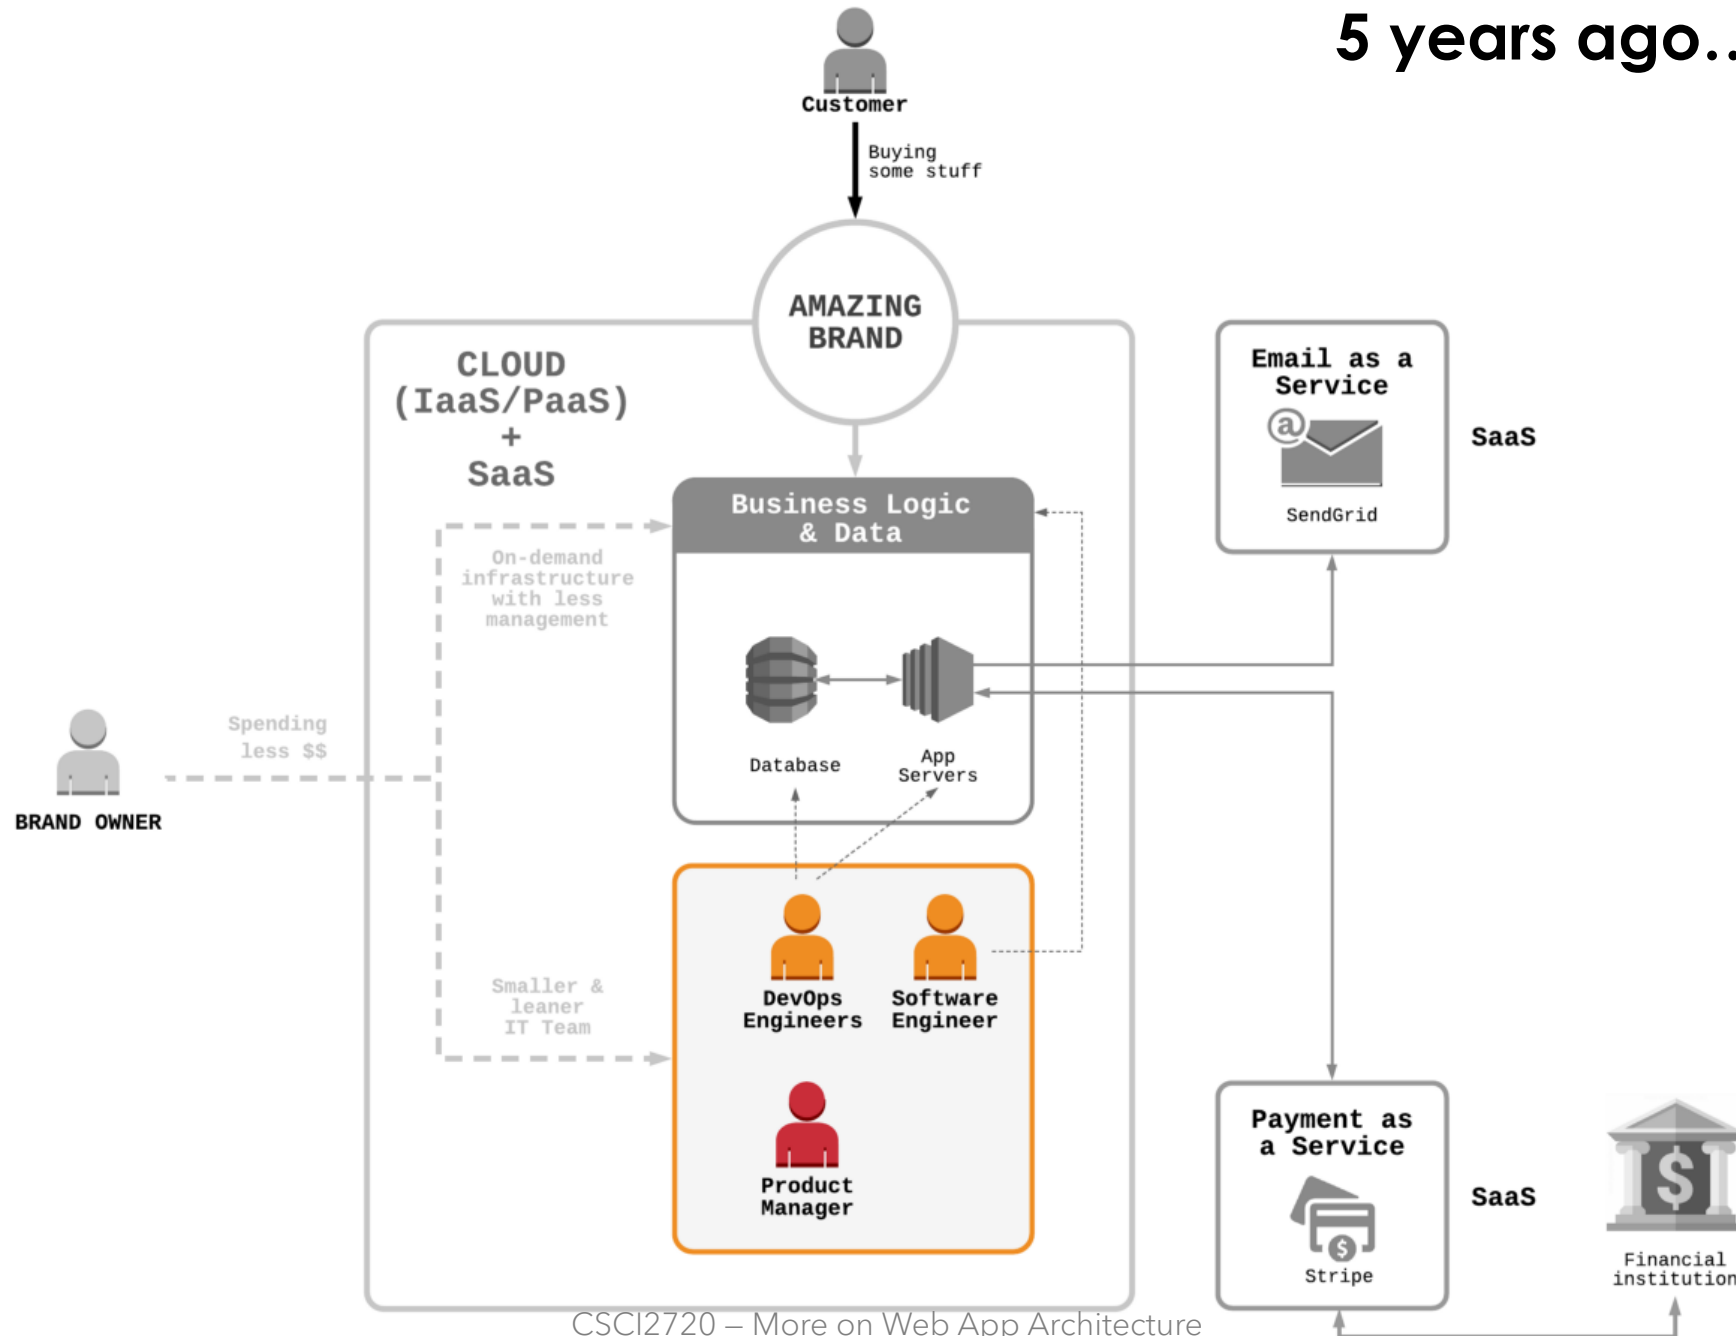 5 years ago..
Customer
Buying
some stuff
AMAZING
BRAND
CLOUD
(IaaS/PaaS)
+
SaaS
Email as a
Service
@
SendGrid
SaaS
Business Logic
& Data
On-demand
infrastructure
with less
management
Database
App
Servers
Spending
less $$
BRAND OWNER
Smaller &
leaner
IT Team
DevOps
Engineers
Software
Engineer
Product
Manager
Payment as
a Service
$
Stripe
SaaS
$
Financial
institution
CSCI2720 – More on Web App Architecture